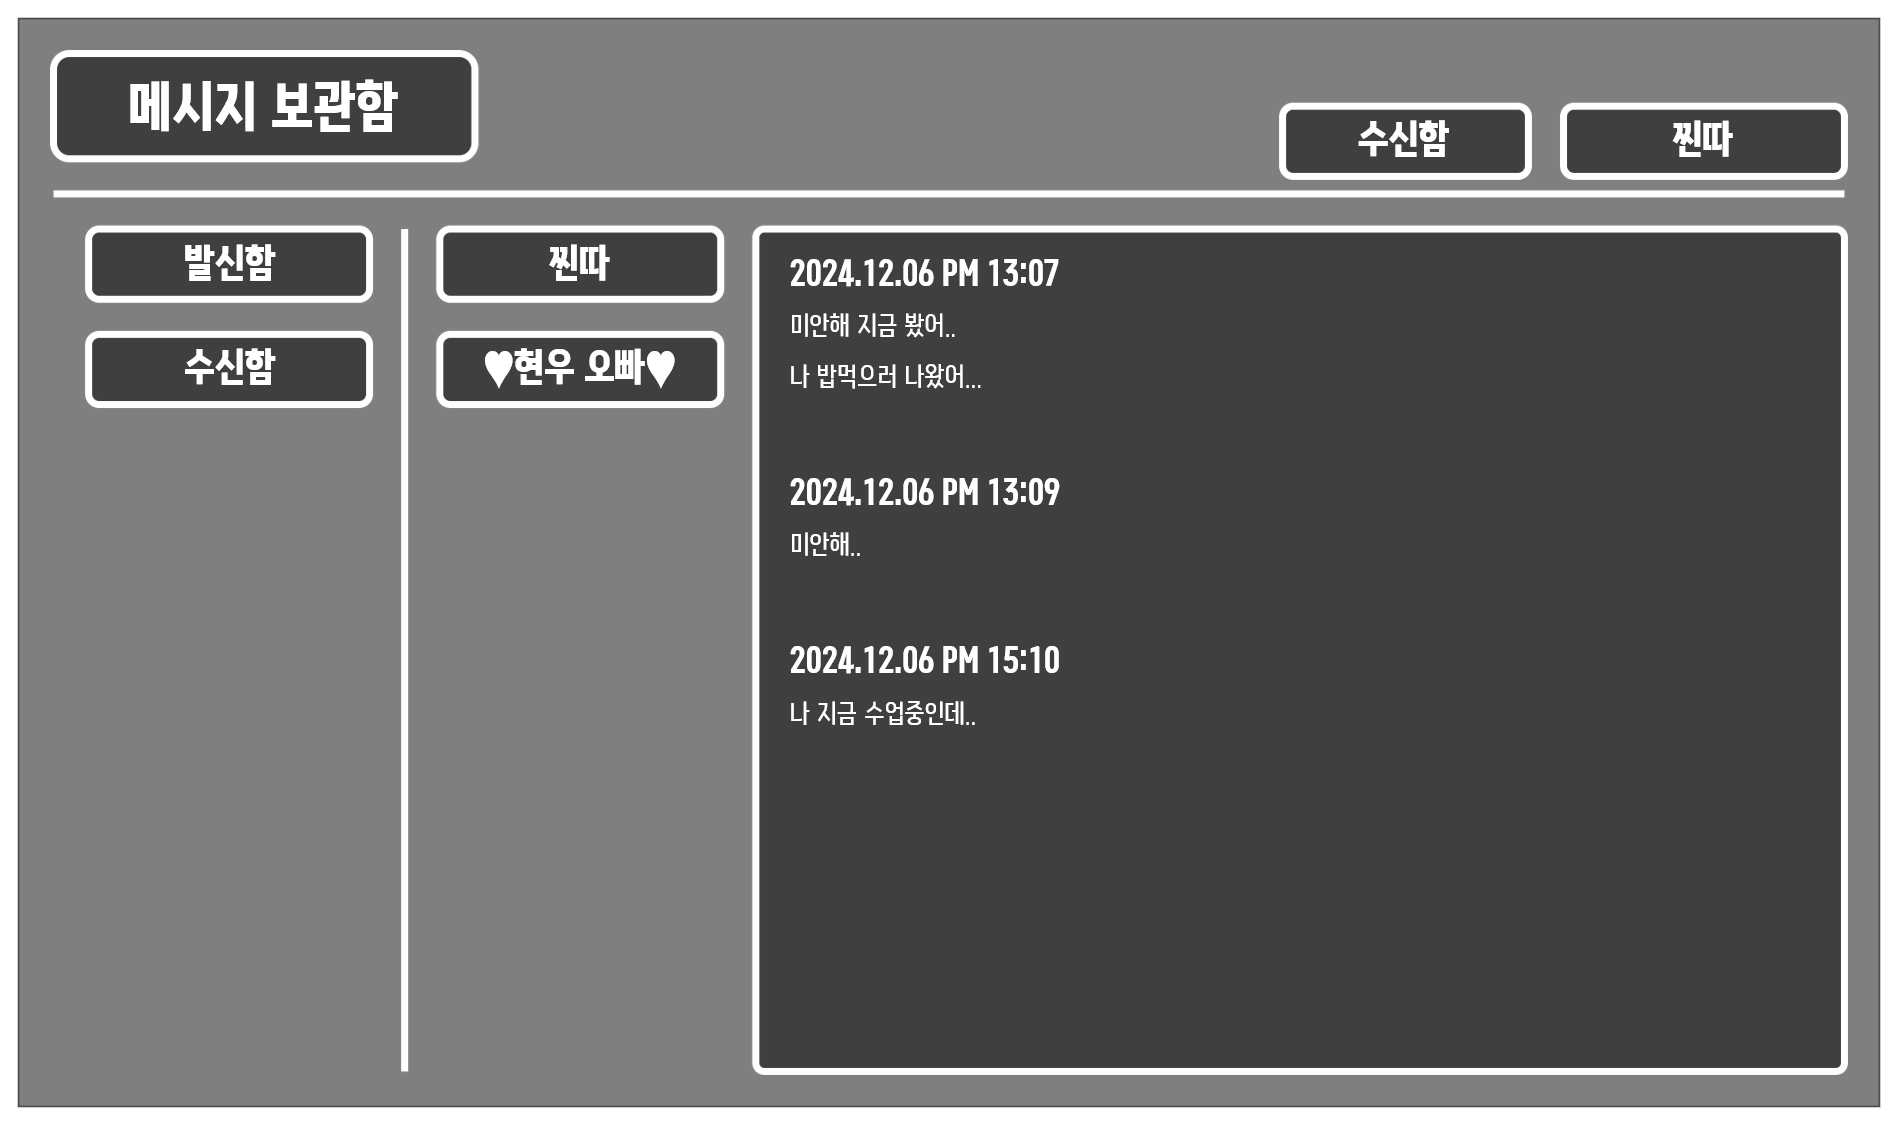 메시지 보관함
수신함
찐따
발신함
수신함
찐따
♥현우 오빠♥
2024.12.06 PM 13:07
미안해 지금 봤어..
나 밥먹으러 나왔어...
2024.12.06 PM 13:09
미안해..
2024.12.06 PM 15:10
나 지금 수업중인데..